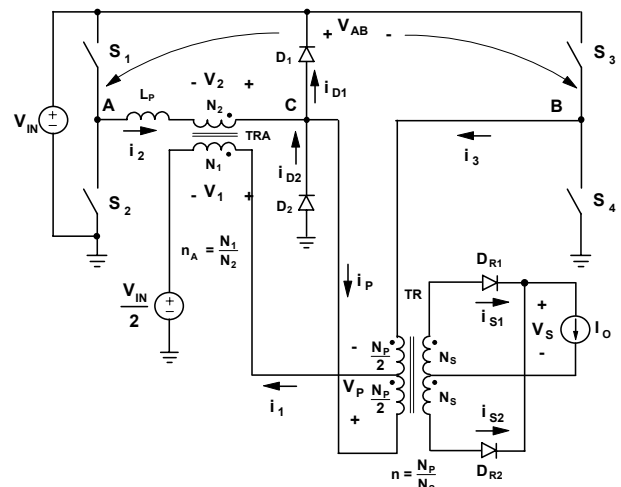 + V_AB -
S_1
D_1
S_3
i_D1
A
L_P
- V_2 +
N_2
C
B
V_IN
+
-
TRA
i_2
N_1
i_D2
i_3
- V_1 +
S_2
D_2
S_4
n_A = N_1/N_2
i_P
TR
D_R1
i_S1
+
V_S
-
I_O
V_IN/2
+
-
-
N_P/2
N_S
V_P
N_P/2
N_S
+
i_1
i_S2
D_R2
n = N_P/N_S